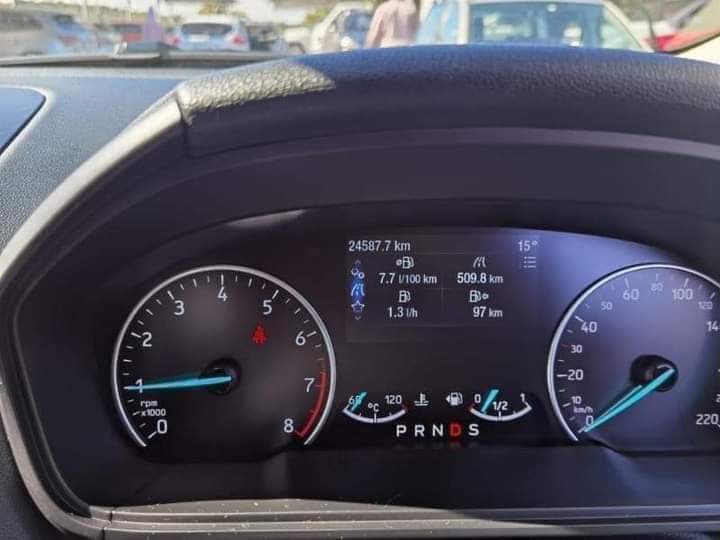 24587.7 km 15°
7.7 l/100 km 509.8 km
1.3 l/h 97 km
0 1 2 3 4 5 6 7 8
rpm
x1000
60 120
°C
0 1/2 1
P R N D S
0 10 20 30 40 50 60 80 100 120
km/h
220